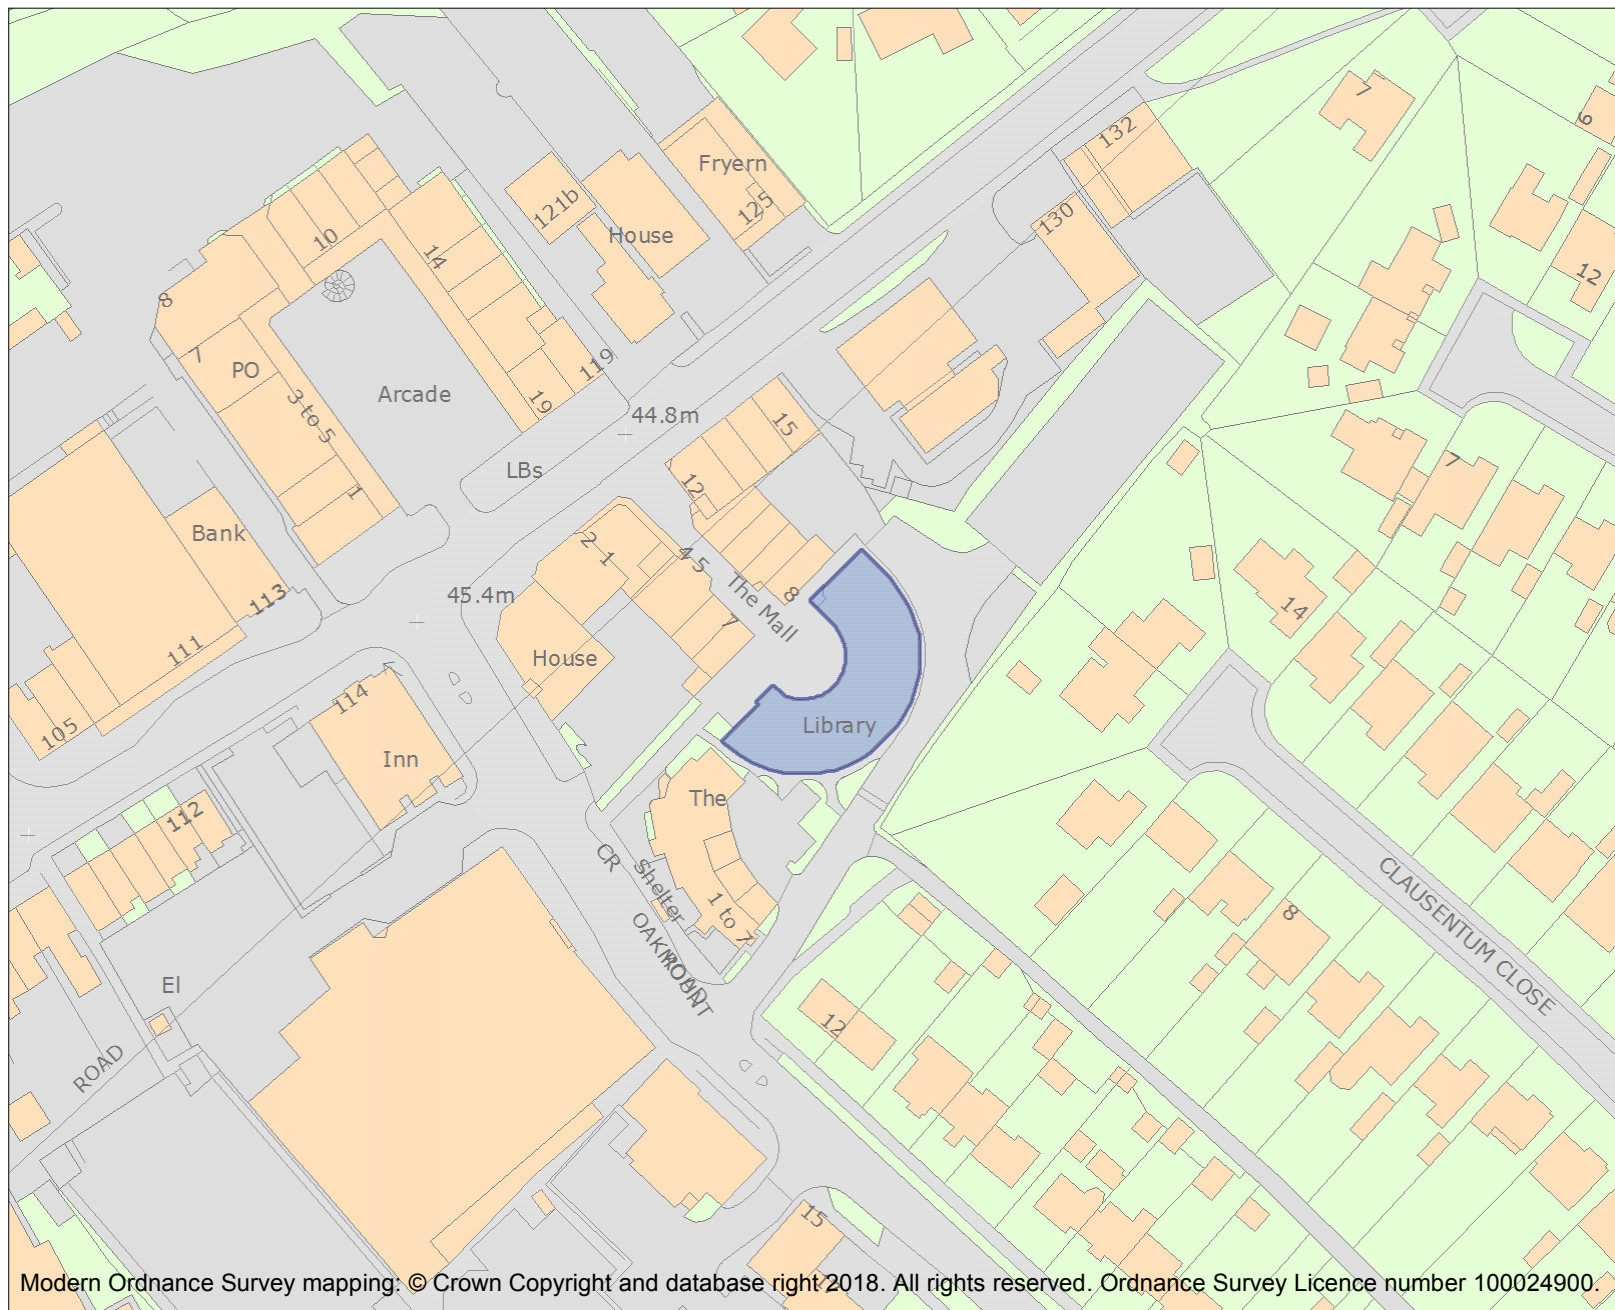 7
6
132
Fryern
125
121b
House
130
10
14
12
8
7
PO
3 to 5
Arcade
119
19
44.8m
15
LBs
12
1
Bank
2 1
4 5
7
The Mall
8
113
45.4m
111
House
14
114
105
Inn
Library
112
The
CR
Shelter
1 to 7
OAKMOUNT
ROAD
8
CLAUSENTUM CLOSE
El
12
ROAD
15
Modern Ordnance Survey mapping: © Crown Copyright and database right 2018. All rights reserved. Ordnance Survey Licence number 100024900.